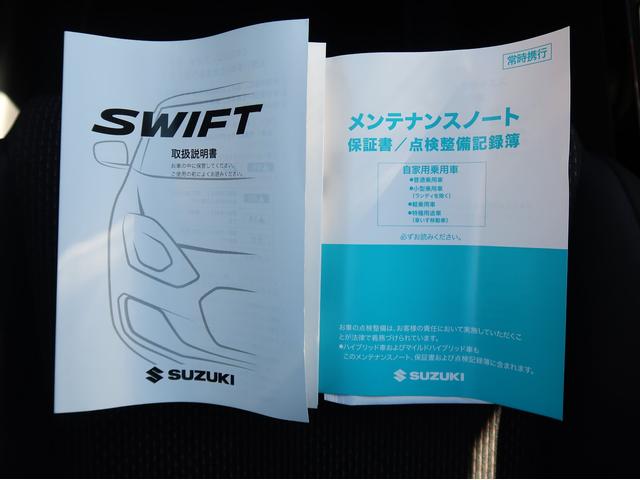 SWIFT
取扱説明書
お車の中に保管してください。
ご使用の前によくお読みください。
SUZUKI
常時携行
メンテナンスノート
保証書／点検整備記録簿
自家用乗用車
●普通乗用車
●小型乗用車
(ランディを除く)
●軽乗用車
●特種用途車
(車いす移動車)
必ずお読みください。
お車の点検整備は、お客様の責任において実施していただくこ
とが法律で義務づけられています。
●ハイブリッド車およびマイルドハイブリッド車も
このメンテナンスノート、保証書および点検記録簿に含まれます。
SUZUKI